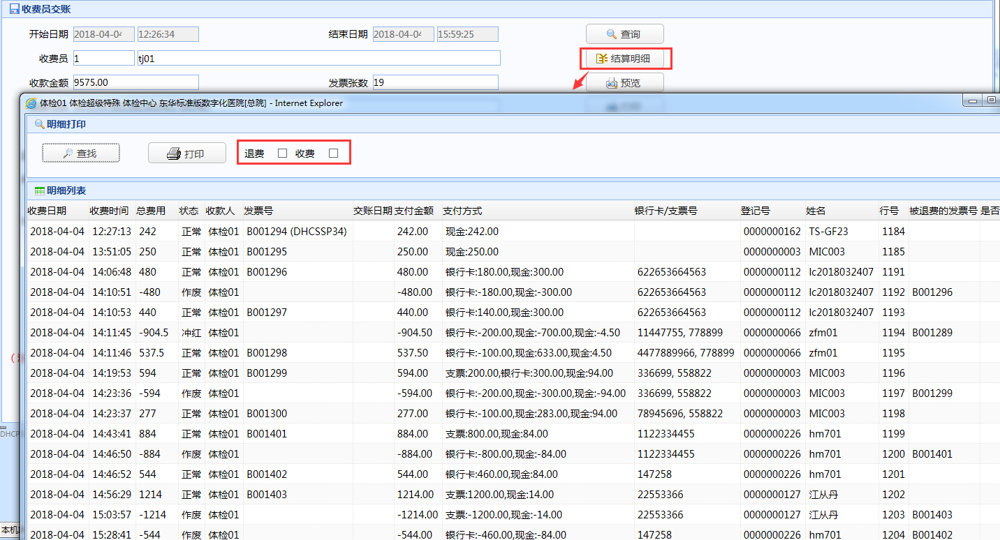 收费员交账
开始日期 2018-04-04 12:26:34 结束日期 2018-04-04 15:59:25 查询
收费员 1 tj01 结算明细
收款金额 9575.00 发票张数 19 预览
体检01 体检超级特殊 体检中心 东华标准版数字化医院[总院] - Internet Explorer
明细打印
查找 打印 退费 收费
明细列表
收费日期 收费时间 总费用 状态 收款人 发票号 交账日期 支付金额 支付方式 银行卡/支票号 登记号 姓名 行号 被退费的发票号 是否
2018-04-04 12:27:13 242 正常 体检01 B001294 (DHCSSP34) 242.00 现金:242.00 0000000162 TS-GF23 1184
2018-04-04 13:51:05 250 正常 体检01 B001295 250.00 现金:250.00 0000000003 MIC003 1185
2018-04-04 14:06:48 480 正常 体检01 B001296 480.00 银行卡:180.00,现金:300.00 622653664563 0000000112 lc2018032407 1191
2018-04-04 14:10:51 -480 作废 体检01 -480.00 银行卡:-180.00,现金:-300.00 622653664563 0000000112 lc2018032407 1192 B001296
2018-04-04 14:10:53 440 正常 体检01 B001297 440.00 银行卡:140.00,现金:300.00 622653664563 0000000112 lc2018032407 1193
2018-04-04 14:11:45 -904.5 冲红 体检01 -904.50 银行卡:-200.00,现金:-700.00,现金:-4.50 11447755, 778899 0000000066 zfm01 1194 B001289
2018-04-04 14:11:46 537.5 正常 体检01 B001298 537.50 银行卡:-100.00,现金:633.00,现金:4.50 4477889966, 778899 0000000066 zfm01 1195
2018-04-04 14:19:53 594 正常 体检01 B001299 594.00 支票:200.00,银行卡:300.00,现金:94.00 336699, 558822 0000000003 MIC003 1196
2018-04-04 14:23:36 -594 作废 体检01 -594.00 银行卡:-200.00,现金:-300.00,现金:-94.00 336699, 558822 0000000003 MIC003 1197 B001299
2018-04-04 14:23:37 277 正常 体检01 B001300 277.00 银行卡:-100.00,现金:283.00,现金:94.00 78945696, 558822 0000000003 MIC003 1198
2018-04-04 14:43:41 884 正常 体检01 B001401 884.00 支票:800.00,现金:84.00 1122334455 0000000226 hm701 1199
2018-04-04 14:46:50 -884 作废 体检01 -884.00 银行卡:-800.00,现金:-84.00 1122334455 0000000226 hm701 1200 B001401
2018-04-04 14:46:52 544 正常 体检01 B001402 544.00 银行卡:460.00,现金:84.00 147258 0000000226 hm701 1201
2018-04-04 14:56:29 1214 正常 体检01 B001403 1214.00 支票:1200.00,现金:14.00 22553366 0000000127 江从丹 1202
2018-04-04 15:03:57 -1214 作废 体检01 -1214.00 支票:-1200.00,现金:-14.00 22553366 0000000127 江从丹 1203 B001403
2018-04-04 15:28:41 -544 作废 体检01 -544.00 银行卡:-460.00,现金:-84.00 147258 0000000226 hm701 1204 B001402
DHCP
本机